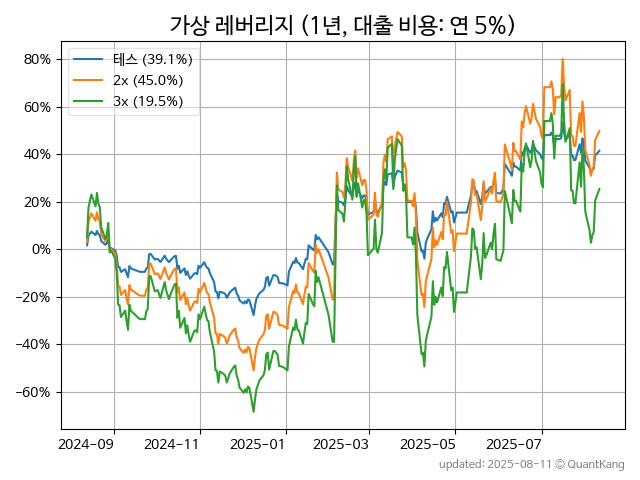 가상 레버리지 (1년, 대출 비용: 연 5%)
테스 (39.1%)
2x (45.0%)
3x (19.5%)
80%
60%
40%
20%
0%
−20%
−40%
−60%
2024-09 2024-11 2025-01 2025-03 2025-05 2025-07
updated: 2025-08-11 © QuantKang